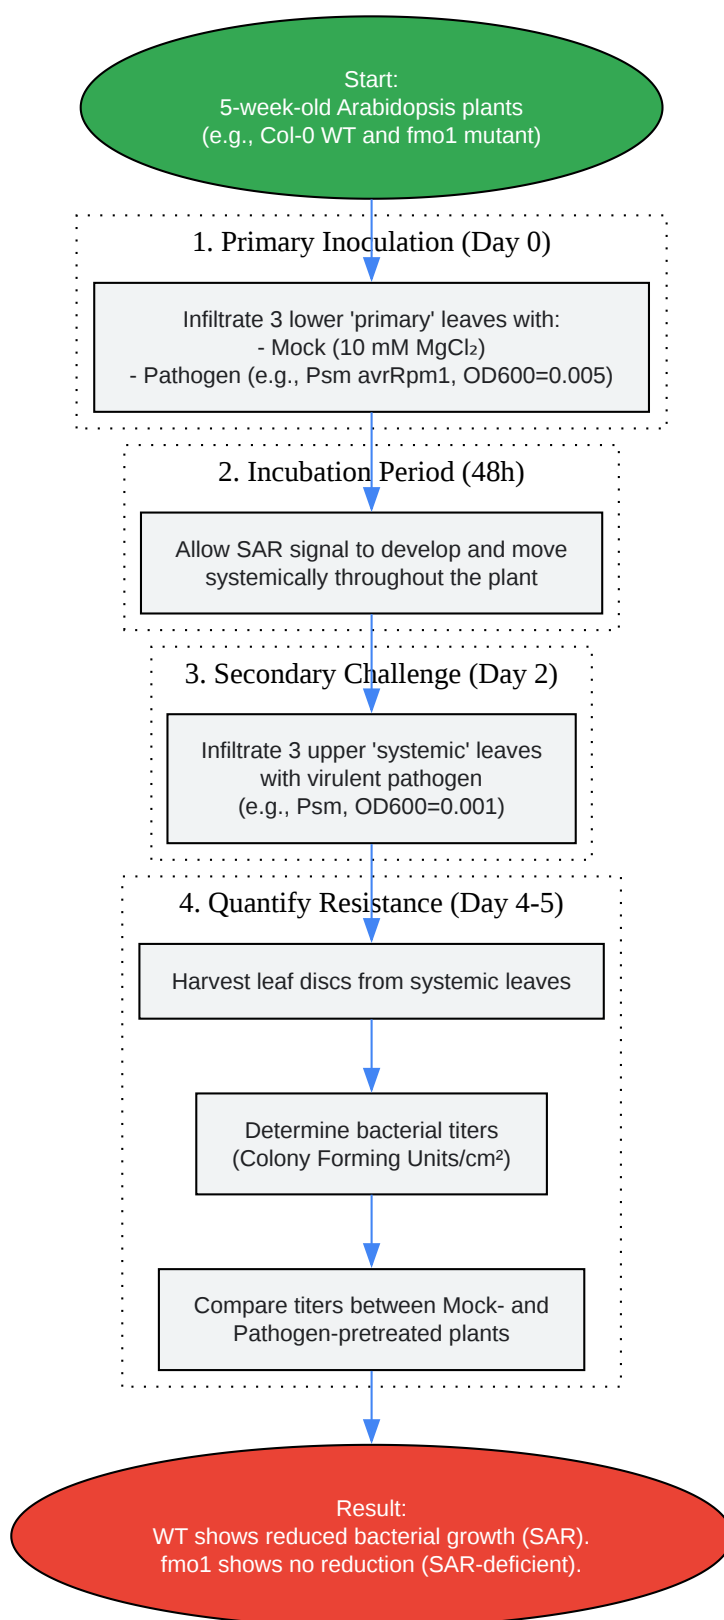 Start:
5-week-old Arabidopsis plants
(e.g., Col-0 WT and fmo1 mutant)
1. Primary Inoculation (Day 0)
Infiltrate 3 lower 'primary' leaves with:
- Mock (10 mM MgCl₂)
- Pathogen (e.g., Psm avrRpm1, OD600=0.005)
2. Incubation Period (48h)
Allow SAR signal to develop and move
systemically throughout the plant
3. Secondary Challenge (Day 2)
Infiltrate 3 upper 'systemic' leaves
with virulent pathogen
(e.g., Psm, OD600=0.001)
4. Quantify Resistance (Day 4-5)
Harvest leaf discs from systemic leaves
Determine bacterial titers
(Colony Forming Units/cm²)
Compare titers between Mock- and
Pathogen-pretreated plants
Result:
WT shows reduced bacterial growth (SAR).
fmo1 shows no reduction (SAR-deficient).